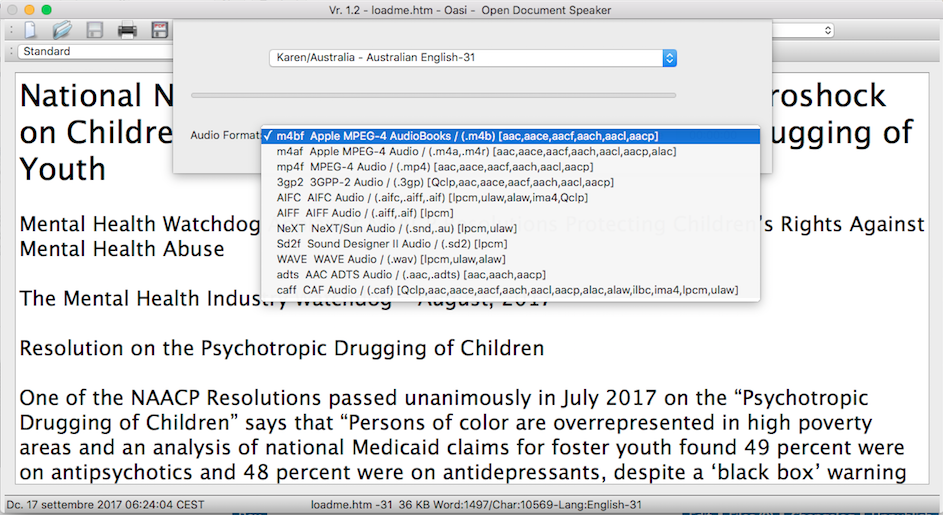 Vr. 1.2 - loadme.htm - Oasi - Open Document Speaker
Standard
Karen/Australia - Australian English-31
Audio Format:
✓ m4bf Apple MPEG-4 AudioBooks / (.m4b) [aac,aace,aacf,aach,aacl,aacp]
m4af Apple MPEG-4 Audio / (.m4a,.m4r) [aac,aace,aacf,aach,aacl,aacp,alac]
mp4f MPEG-4 Audio / (.mp4) [aac,aace,aacf,aach,aacl,aacp]
3gp2 3GPP-2 Audio / (.3gp) [Qclp,aac,aace,aacf,aach,aacl,aacp]
AIFC AIFC Audio / (.aifc,.aiff,.aif) [lpcm,ulaw,alaw,ima4,Qclp]
AIFF AIFF Audio / (.aiff,.aif) [lpcm]
NeXT NeXT/Sun Audio / (.snd,.au) [lpcm,ulaw]
Sd2f Sound Designer II Audio / (.sd2) [lpcm]
WAVE WAVE Audio / (.wav) [lpcm,ulaw,alaw]
adts AAC ADTS Audio / (.aac,.adts) [aac,aach,aacp]
caff CAF Audio / (.caf) [Qclp,aac,aace,aacf,aach,aacl,aacp,alac,alaw,ilbc,ima4,lpcm,ulaw]
National N roshock
on Childre ugging of
Youth
Mental Health Watchdog olutions Protecting Children's Rights Against
Mental Health Abuse
The Mental Health Industry Watchdog – August, 2017
Resolution on the Psychotropic Drugging of Children
One of the NAACP Resolutions passed unanimously in July 2017 on the “Psychotropic
Drugging of Children” says that “Persons of color are overrepresented in high poverty
areas and an analysis of national Medicaid claims for foster youth found 49 percent were
on antipsychotics and 48 percent were on antidepressants, despite a ‘black box’ warning
Dc. 17 settembre 2017 06:24:04 CEST loadme.htm -31 36 KB Word:1497/Char:10569-Lang:English-31